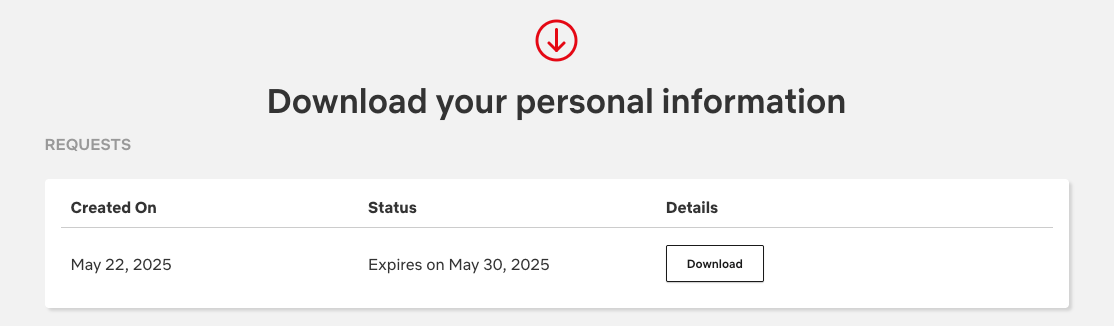 Download your personal information
REQUESTS
Created On Status Details
May 22, 2025 Expires on May 30, 2025 Download